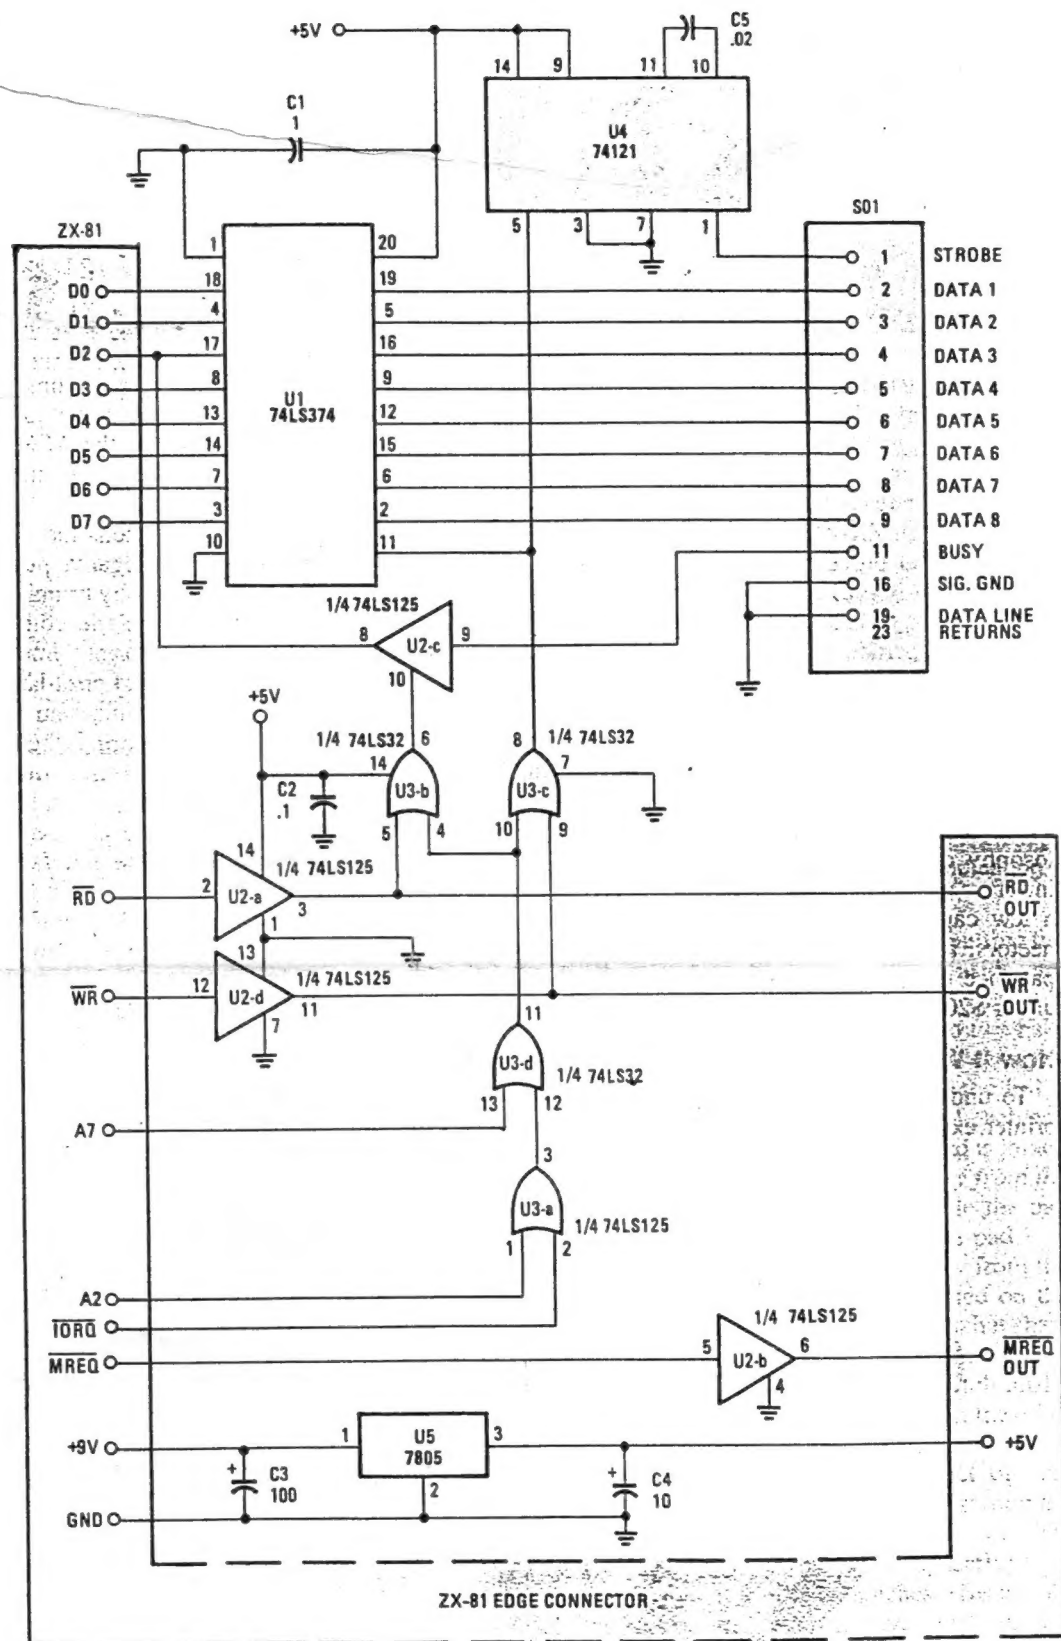 +5V
C5
.02
14
9
11
10
C1
1
U4
74121
5
3
7
1
S01
ZX-81
1
20
1
STROBE
D0
18
19
2
DATA 1
D1
4
5
3
DATA 2
D2
17
16
4
DATA 3
D3
8
9
5
DATA 4
U1
74LS374
D4
13
12
6
DATA 5
D5
14
15
7
DATA 6
D6
7
6
8
DATA 7
D7
3
2
9
DATA 8
10
11
11
BUSY
16
SIG. GND
19-
23
DATA LINE
RETURNS
1/4 74LS125
8
U2-c
9
10
+5V
1/4 74LS32
6
8
1/4 74LS32
14
7
C2
.1
U3-b
U3-c
5
4
10
9
14
1/4 74LS125
RD
2
U2-a
3
RD
OUT
1
13
1/4 74LS125
WR
12
U2-d
11
WR
OUT
7
11
U3-d
1/4 74LS32
13
12
A7
3
U3-a
1/4 74LS125
1
2
A2
IORQ
1/4 74LS125
MREQ
5
U2-b
6
MREQ
OUT
4
+9V
1
U5
7805
3
+5V
+
C3
100
2
+
C4
10
GND
ZX-81 EDGE CONNECTOR